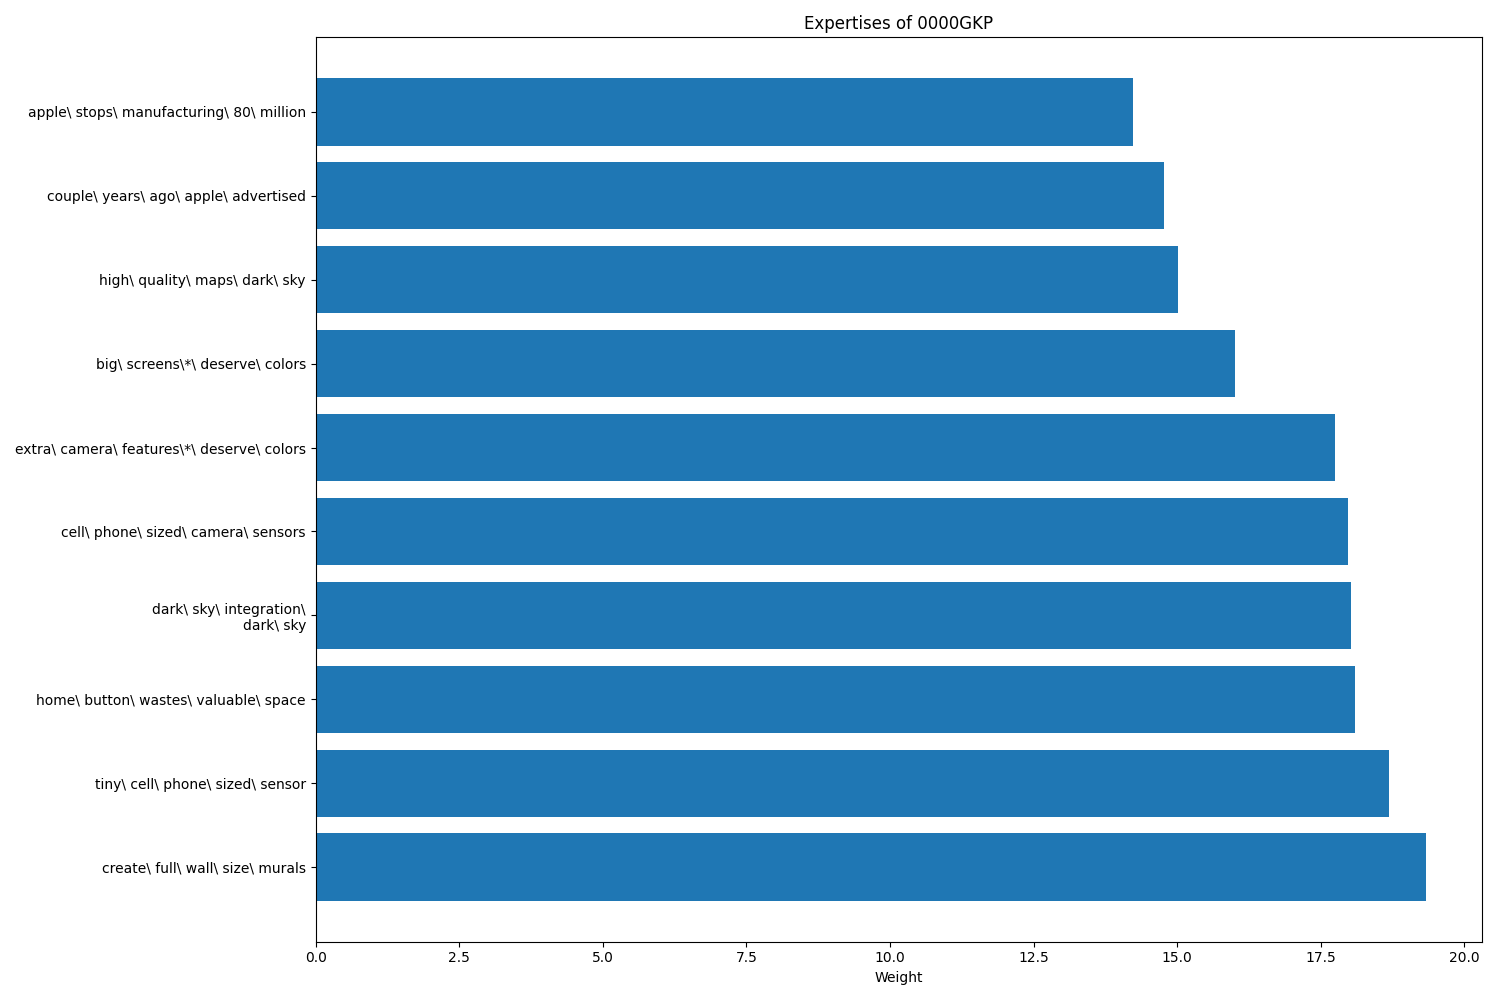 Expertises of 0000GKP
apple\ stops\ manufacturing\ 80\ million
couple\ years\ ago\ apple\ advertised
high\ quality\ maps\ dark\ sky
big\ screens\*\ deserve\ colors
extra\ camera\ features\*\ deserve\ colors
cell\ phone\ sized\ camera\ sensors
dark\ sky\ integration\
dark\ sky
home\ button\ wastes\ valuable\ space
tiny\ cell\ phone\ sized\ sensor
create\ full\ wall\ size\ murals
0.0 2.5 5.0 7.5 10.0 12.5 15.0 17.5 20.0
Weight